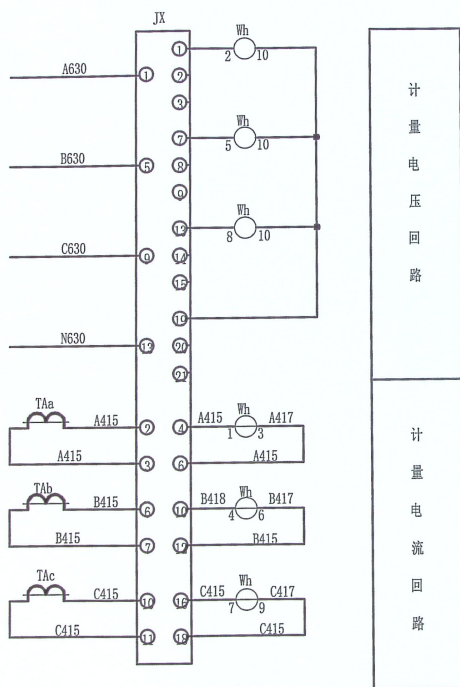 JX
① Wh
2 10
A630 ① ②
③
⑦ Wh
5 10
B630 ⑤ ⑧
⑨
⑬ Wh
8 10
C630 ⑨ ⑭
⑮
⑲
N630 ⑬ ⑳
㉑
TAa A415 ② ④ A415 Wh A417
1 3
A415 ③ ⑥ A415
TAb B415 ⑥ ⑩ B418 Wh B417
4 6
B415 ⑦ ⑫ B415
TAc C415 ⑩ ⑯ C415 Wh C417
7 9
C415 ⑪ ⑱ C415
计量电压回路
计量电流回路